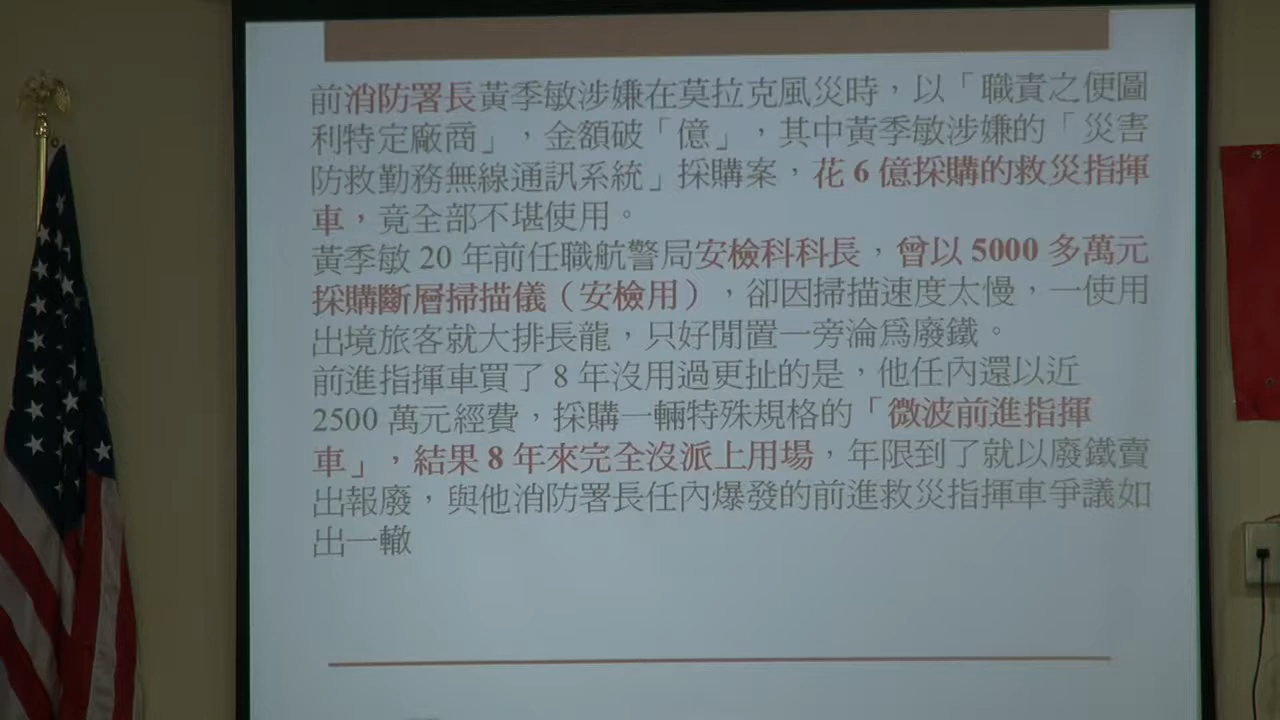 前消防署長黃季敏涉嫌在莫拉克風災時，以「職責之便圖
利特定廠商」，金額破「億」，其中黃季敏涉嫌的「災害
防救勤務無線通訊系統」採購案，花 6 億採購的救災指揮
車，竟全部不堪使用。
黃季敏 20 年前任職航警局安檢科科長，曾以 5000 多萬元
採購斷層掃描儀（安檢用），卻因掃描速度太慢，一使用
出境旅客就大排長龍，只好閒置一旁淪為廢鐵。
前進指揮車買了 8 年沒用過更扯的是，他任內還以近
2500 萬元經費，採購一輛特殊規格的「微波前進指揮
車」，結果 8 年來完全沒派上用場，年限到了就以廢鐵賣
出報廢，與他消防署長任內爆發的前進救災指揮車爭議如
出一轍